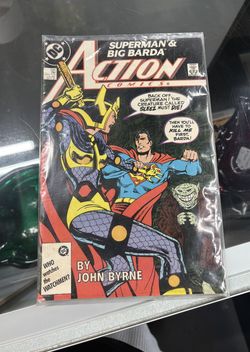 SUPERMAN &
BIG BARDA
DC
ACTION
COMICS
BACK OFF,
SUPERMAN! THE
CREATURE CALLED
SLEEZ MUST DIE!
THEN YOU'LL
HAVE TO
KILL ME
FIRST,
BARDA!
DC
WHO
watches the
WATCHMEN?
BY
JOHN BYRNE